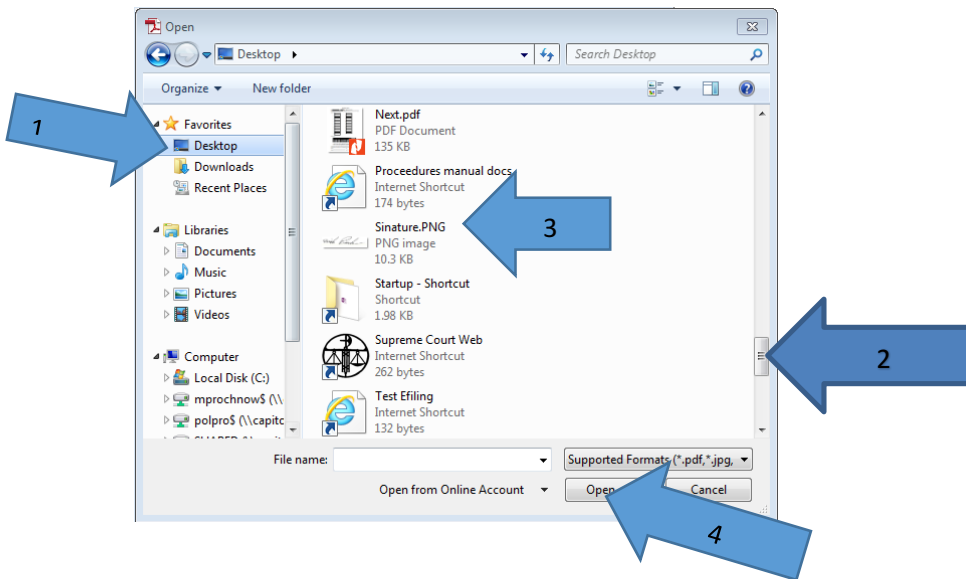 Open
Desktop
Search Desktop
Organize
New folder
1
Favorites
Desktop
Downloads
Recent Places
Libraries
Documents
Music
Pictures
Videos
Computer
Local Disk (C:)
mprochnow$ (\\
polpro$ (\\capitc
Next.pdf
PDF Document
135 KB
Proceedures manual docs
Internet Shortcut
174 bytes
Sinature.PNG
PNG image
10.3 KB
3
Startup - Shortcut
Shortcut
1.98 KB
Supreme Court Web
Internet Shortcut
262 bytes
2
Test Efiling
Internet Shortcut
132 bytes
File name:
Supported Formats (*.pdf,*.jpg,
Open from Online Account
Open
Cancel
4